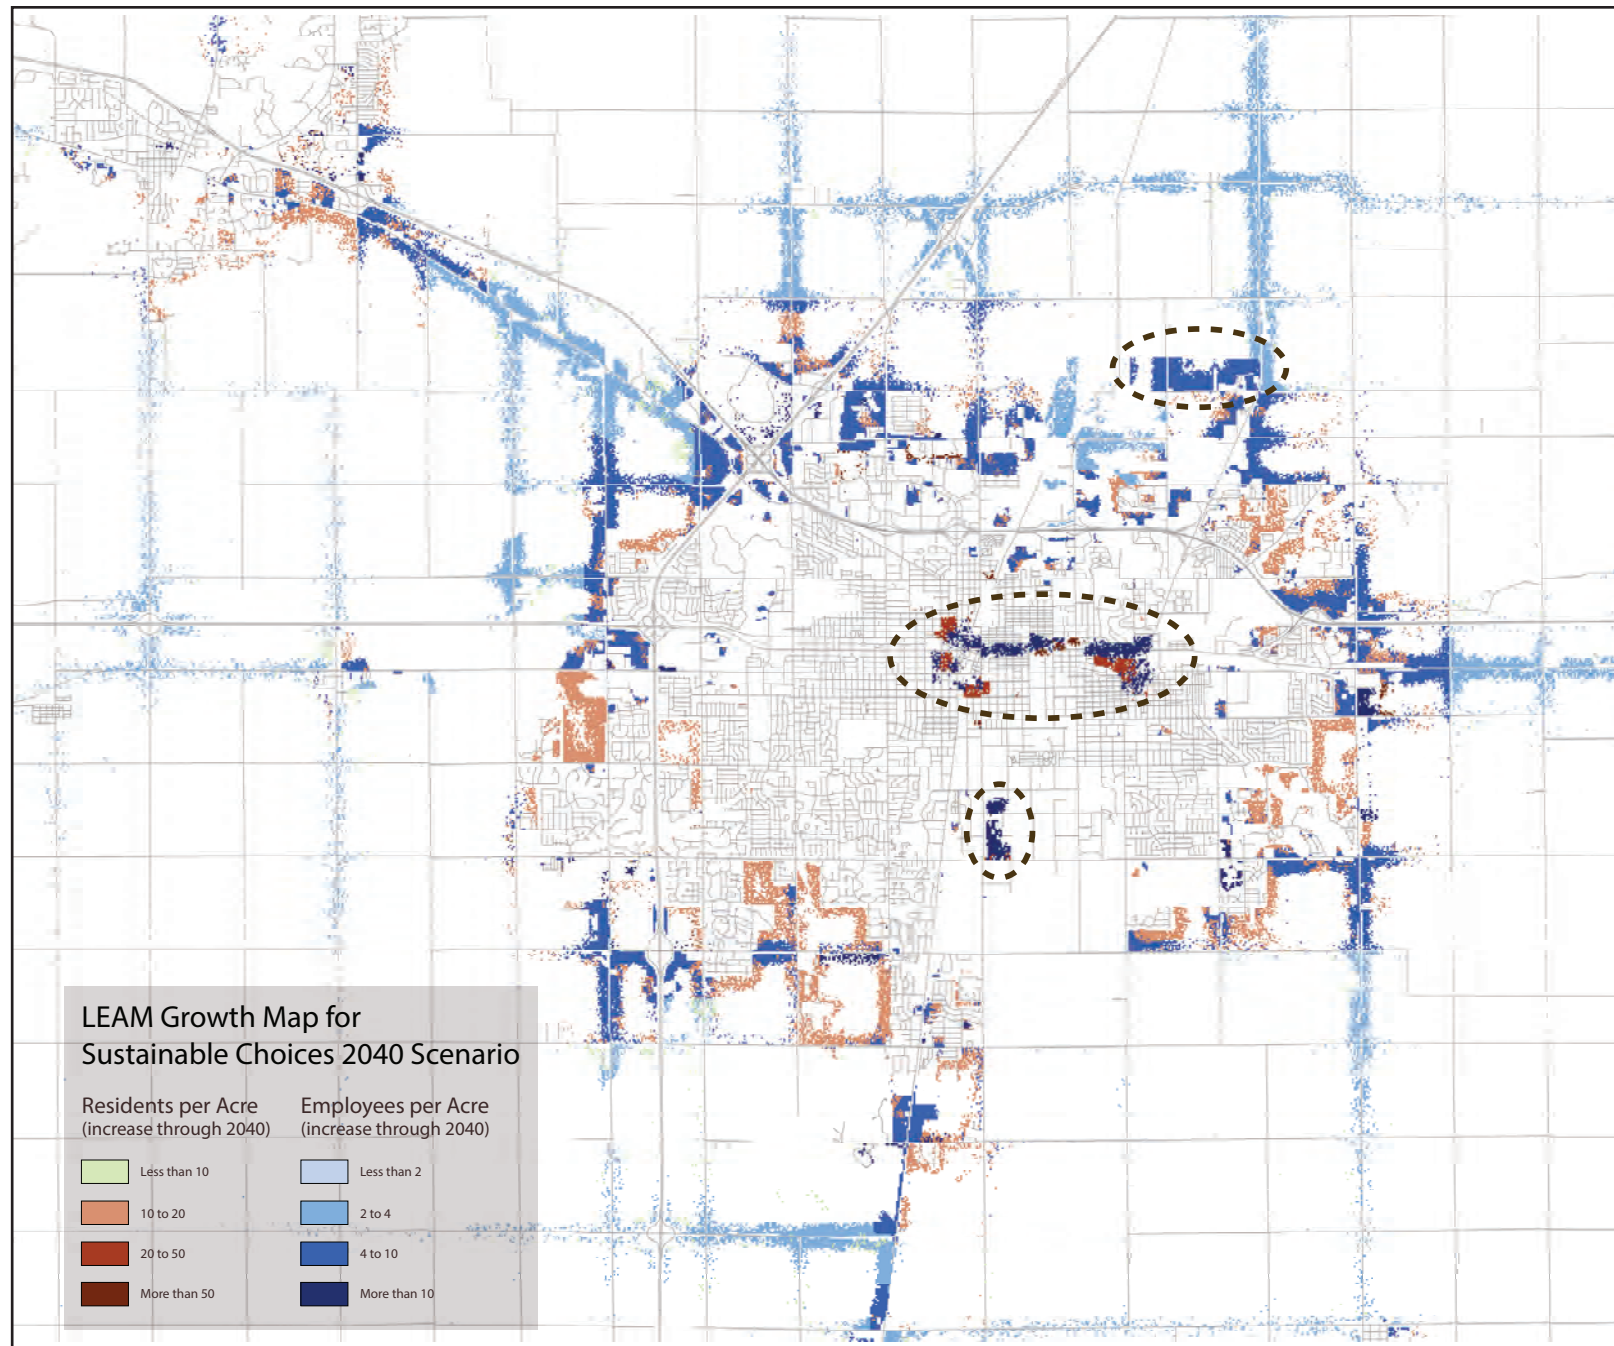 LEAM Growth Map for
Sustainable Choices 2040 Scenario
Residents per Acre
(increase through 2040)
Less than 10
10 to 20
20 to 50
More than 50
Employees per Acre
(increase through 2040)
Less than 2
2 to 4
4 to 10
More than 10